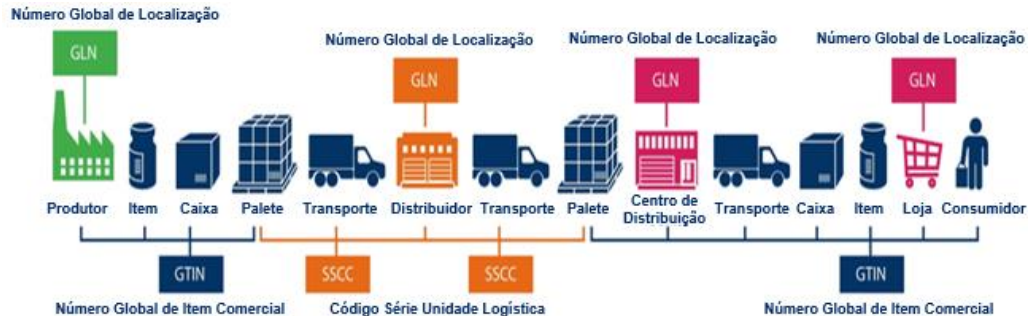 Número Global de Localização
GLN
Número Global de Localização
GLN
Número Global de Localização
GLN
Número Global de Localização
GLN
Produtor
Item
Caixa
Palete
Transporte
Distribuidor
Transporte
Palete
Centro de
Distribuição
Transporte
Caixa
Item
Loja
Consumidor
GTIN
Número Global de Item Comercial
SSCC
SSCC
Código Série Unidade Logística
GTIN
Número Global de Item Comercial